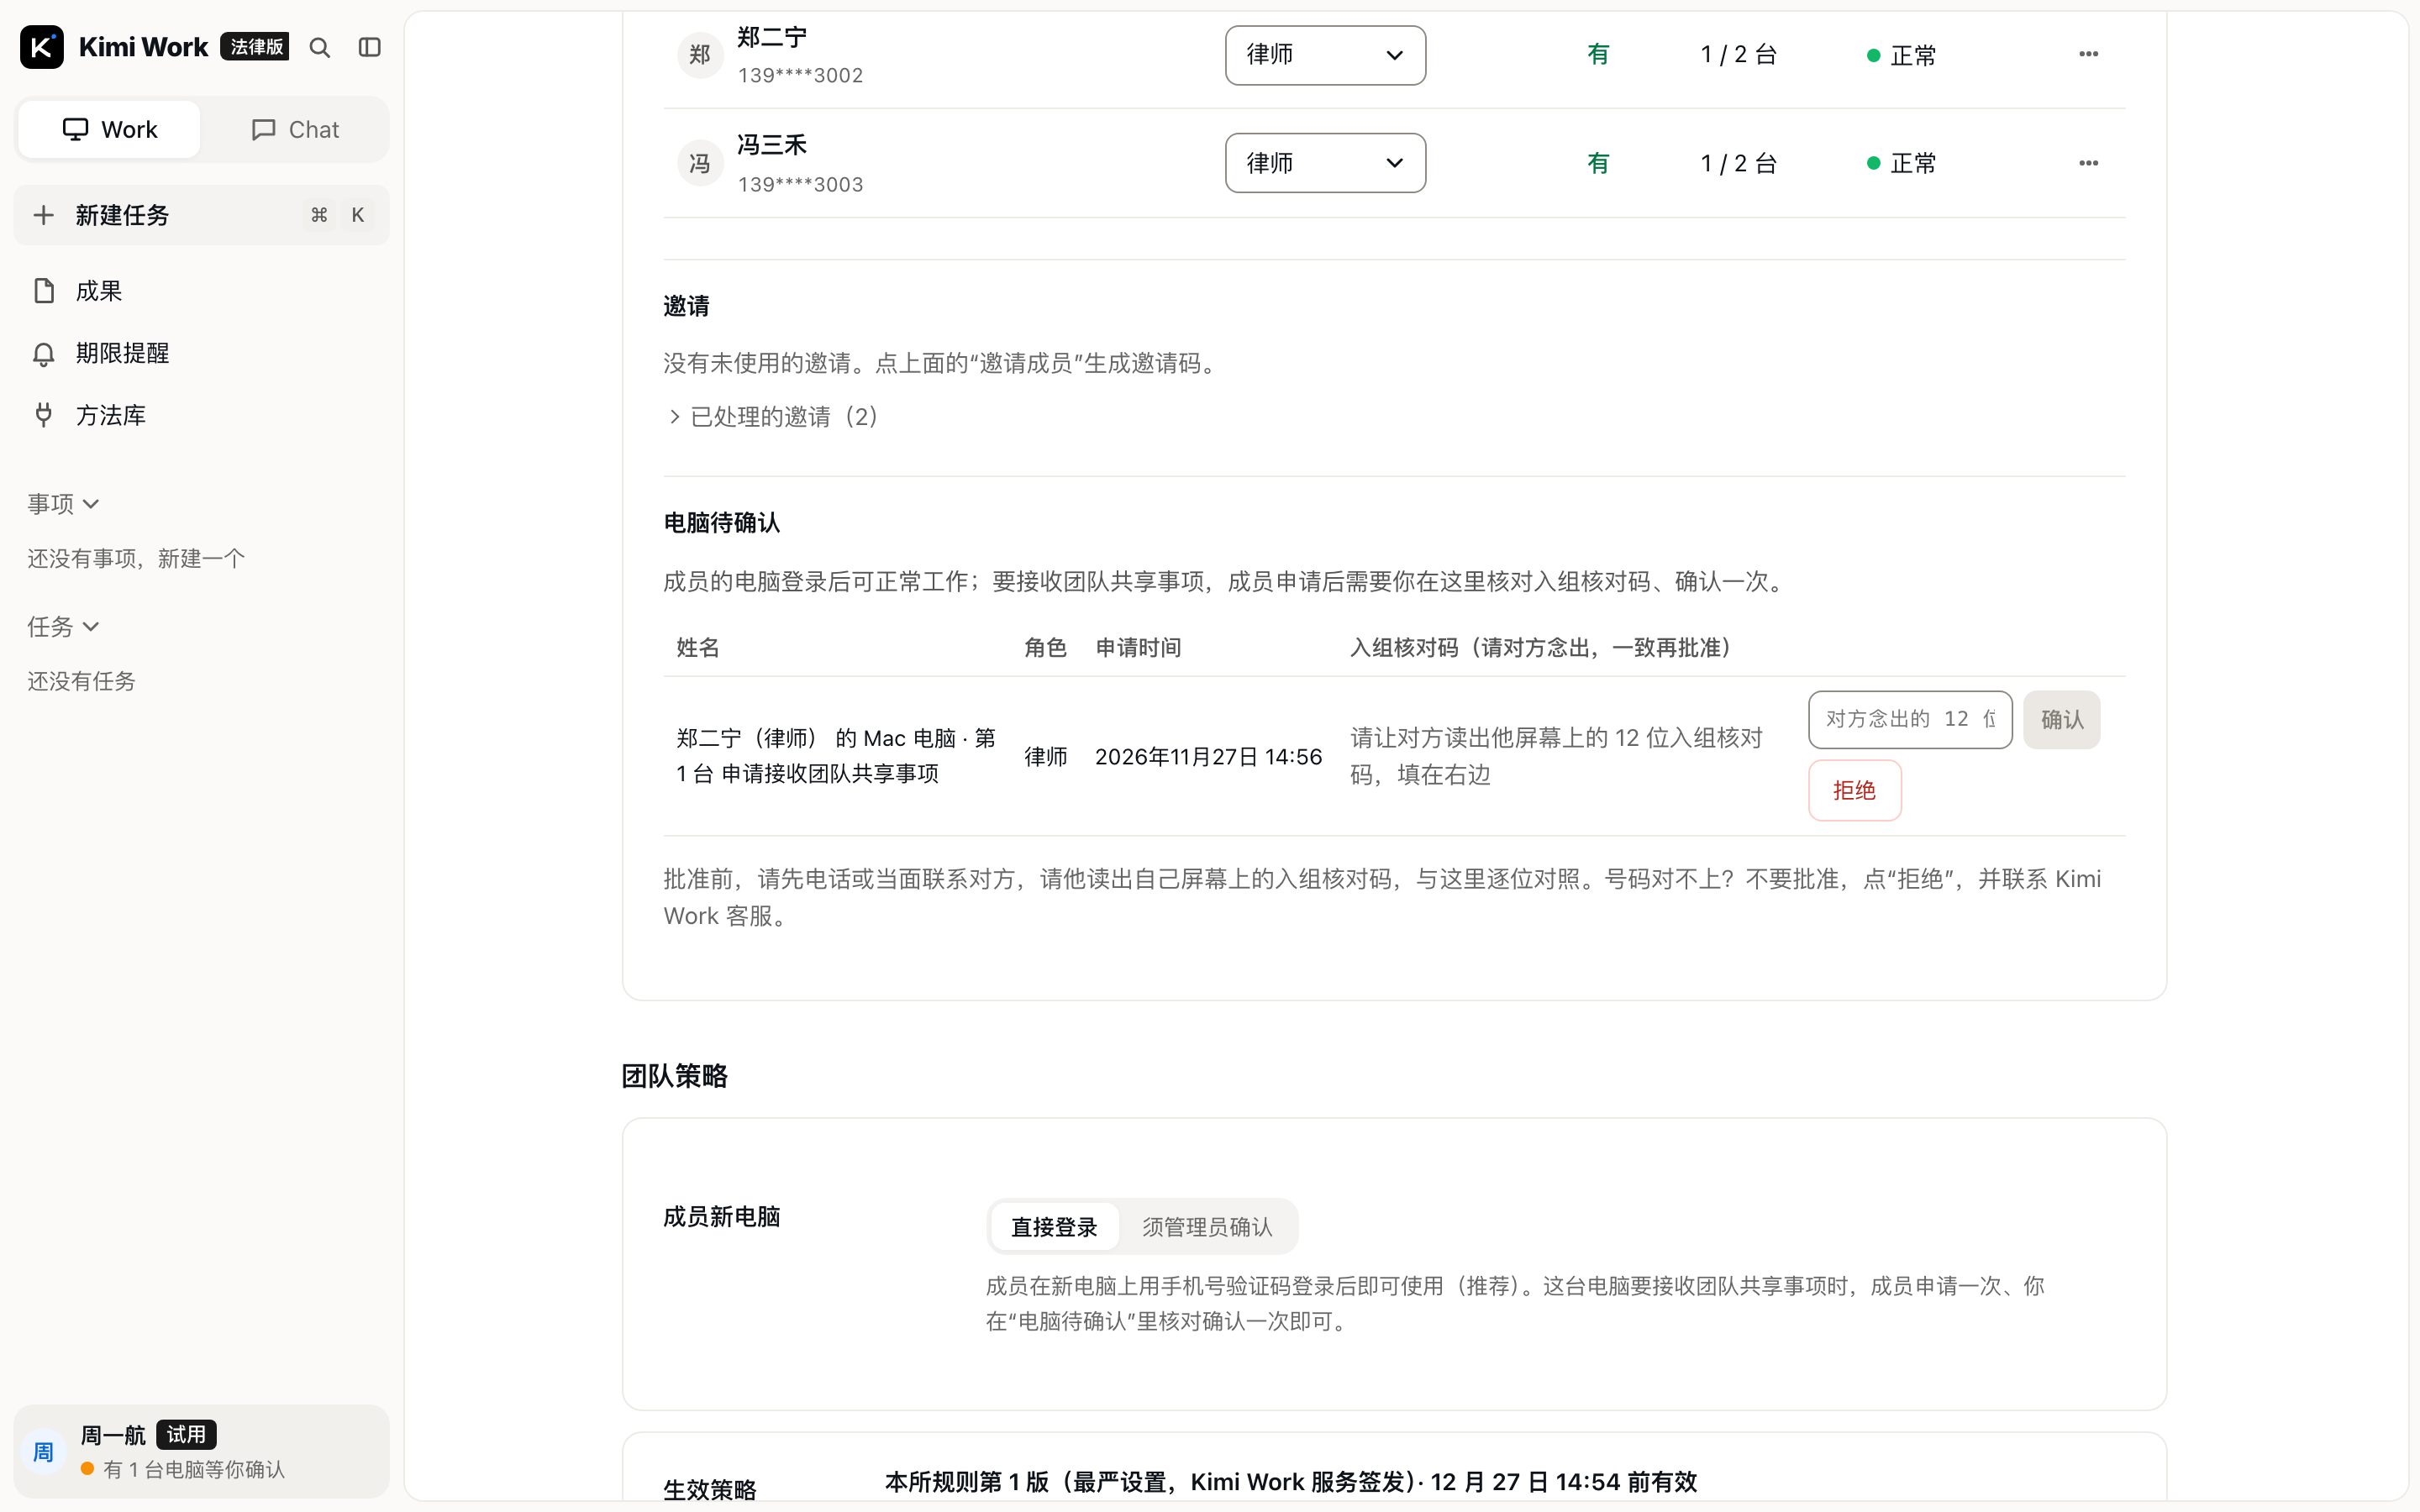 Kimi Work 法律版
Work
Chat
新建任务 ⌘ K
成果
期限提醒
方法库
事项
还没有事项，新建一个
任务
还没有任务
周 周一航 试用
有 1 台电脑等你确认
郑 郑二宁 律师 有 1 / 2 台 正常
139****3002
冯 冯三禾 律师 有 1 / 2 台 正常
139****3003
邀请
没有未使用的邀请。点上面的“邀请成员”生成邀请码。
已处理的邀请（2）
电脑待确认
成员的电脑登录后可正常工作；要接收团队共享事项，成员申请后需要你在这里核对入组核对码、确认一次。
姓名 角色 申请时间 入组核对码（请对方念出，一致再批准）
郑二宁（律师） 的 Mac 电脑 · 第
1 台 申请接收团队共享事项
律师
2026年11月27日 14:56
请让对方读出他屏幕上的 12 位入组核对
码，填在右边
对方念出的 12 确认
拒绝
批准前，请先电话或当面联系对方，请他读出自己屏幕上的入组核对码，与这里逐位对照。号码对不上？不要批准，点“拒绝”，并联系 Kimi
Work 客服。
团队策略
成员新电脑
直接登录 须管理员确认
成员在新电脑上用手机号验证码登录后即可使用（推荐）。这台电脑要接收团队共享事项时，成员申请一次、你
在“电脑待确认”里核对确认一次即可。
生效策略
本所规则第 1 版（最严设置，Kimi Work 服务签发）· 12 月 27 日 14:54 前有效